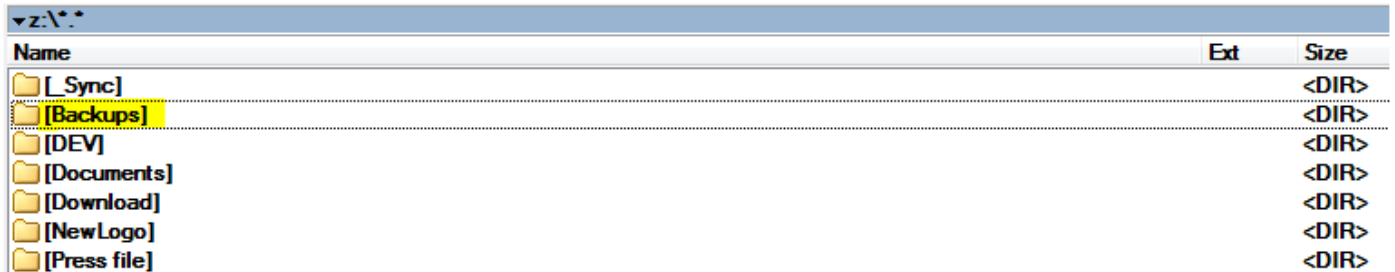 ▾z:\*.*
Name Ext Size
[_Sync] <DIR>
[Backups] <DIR>
[DEV] <DIR>
[Documents] <DIR>
[Download] <DIR>
[NewLogo] <DIR>
[Press file] <DIR>